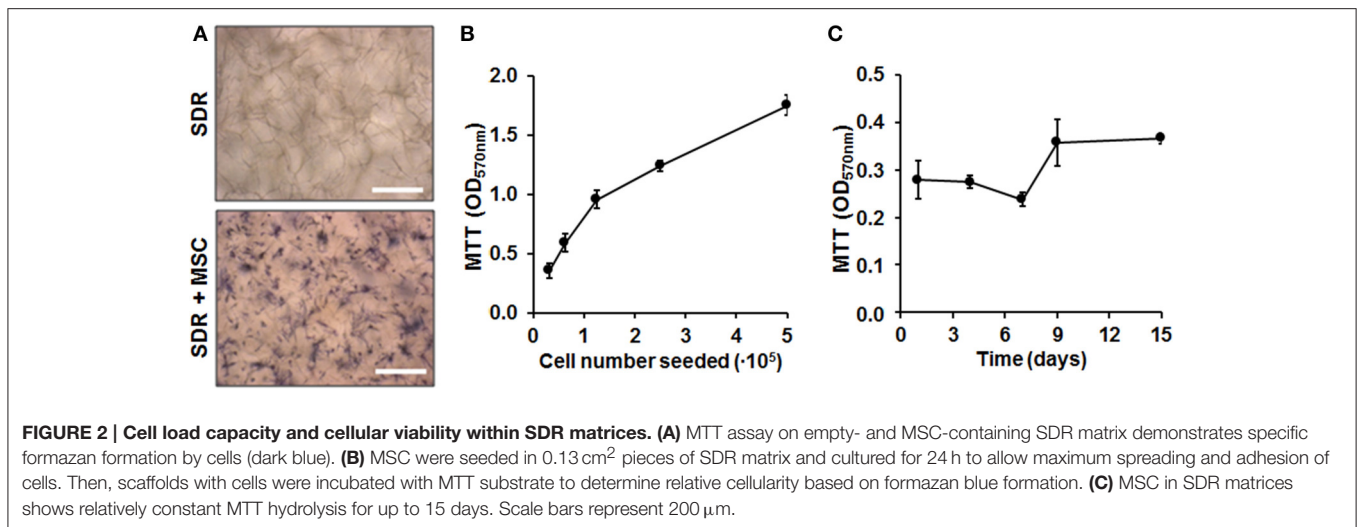 A
SDR
SDR + MSC
B
MTT (OD570nm)
2.0
1.5
1.0
0.5
0.0
0 1 2 3 4 5
Cell number seeded (·10⁵)
C
MTT (OD570nm)
0.5
0.4
0.3
0.2
0.1
0.0
0 3 6 9 12 15
Time (days)
FIGURE 2 | Cell load capacity and cellular viability within SDR matrices. (A) MTT assay on empty- and MSC-containing SDR matrix demonstrates specific
formazan formation by cells (dark blue). (B) MSC were seeded in 0.13 cm² pieces of SDR matrix and cultured for 24 h to allow maximum spreading and adhesion of
cells. Then, scaffolds with cells were incubated with MTT substrate to determine relative cellularity based on formazan blue formation. (C) MSC in SDR matrices
shows relatively constant MTT hydrolysis for up to 15 days. Scale bars represent 200 μm.